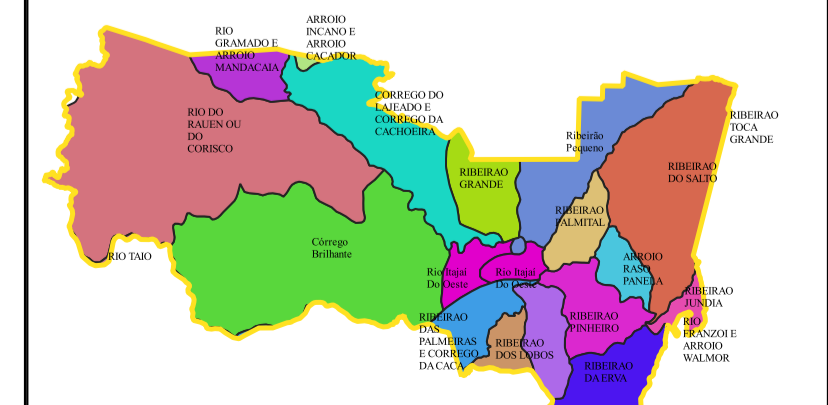 ARROIO
INCANO E
ARROIO
CACADOR
RIO
GRAMADO E
ARROIO
MANDACAIA
CORREGO DO
LAJEADO E
CORREGO DA
CACHOEIRA
RIO DO
RAUEN OU
DO
CORISCO
RIBEIRAO
TOCA
GRANDE
Ribeirão
Pequeno
RIBEIRAO
GRANDE
RIBEIRAO
DO SALTO
RIBEIRAO
PALMITAL
Córrego
Brilhante
RIO TAIO
ARROIO
RASO
PANELA
Rio Itajaí
Do Oeste
Rio Itajaí
Do Oeste
RIBEIRAO
JUNDIA
RIBEIRAO
DAS
PALMEIRAS
E CORREGO
DA CACA
RIBEIRAO
PINHEIRO
RIO
FRANZOI E
ARROIO
WALMOR
RIBEIRAO
DOS LOBOS
RIBEIRAO
DA ERVA